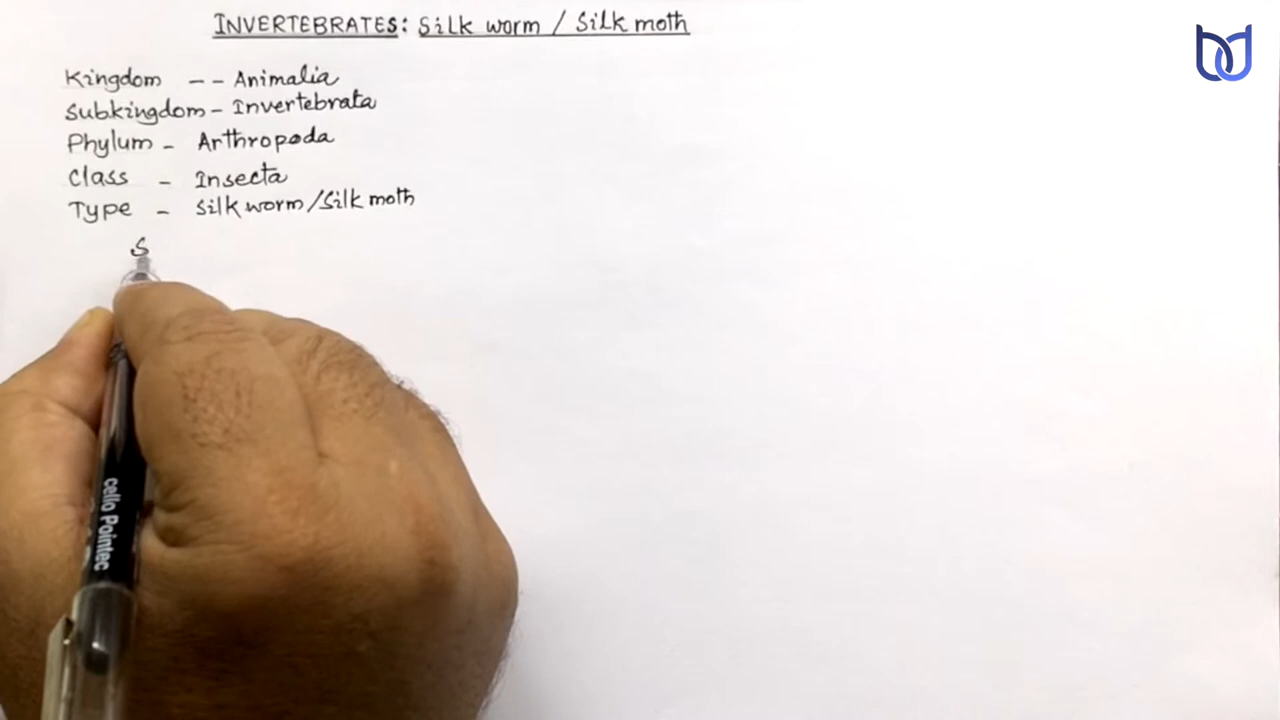 INVERTEBRATES: Silk worm / Silk moth
Kingdom -- Animalia
Subkingdom - Invertebrata
Phylum - Arthropoda
Class - Insecta
Type - Silk worm/Silk moth
S
cello Pointec